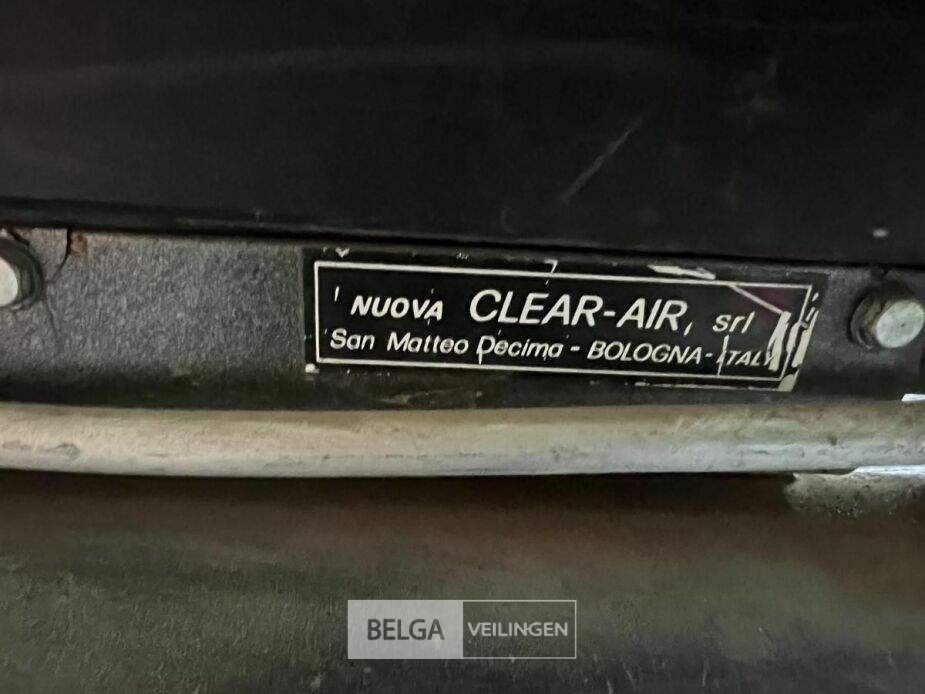 NUOVA CLEAR-AIR, srl
San Matteo Decima - BOLOGNA - ITALY
BELGA VEILINGEN